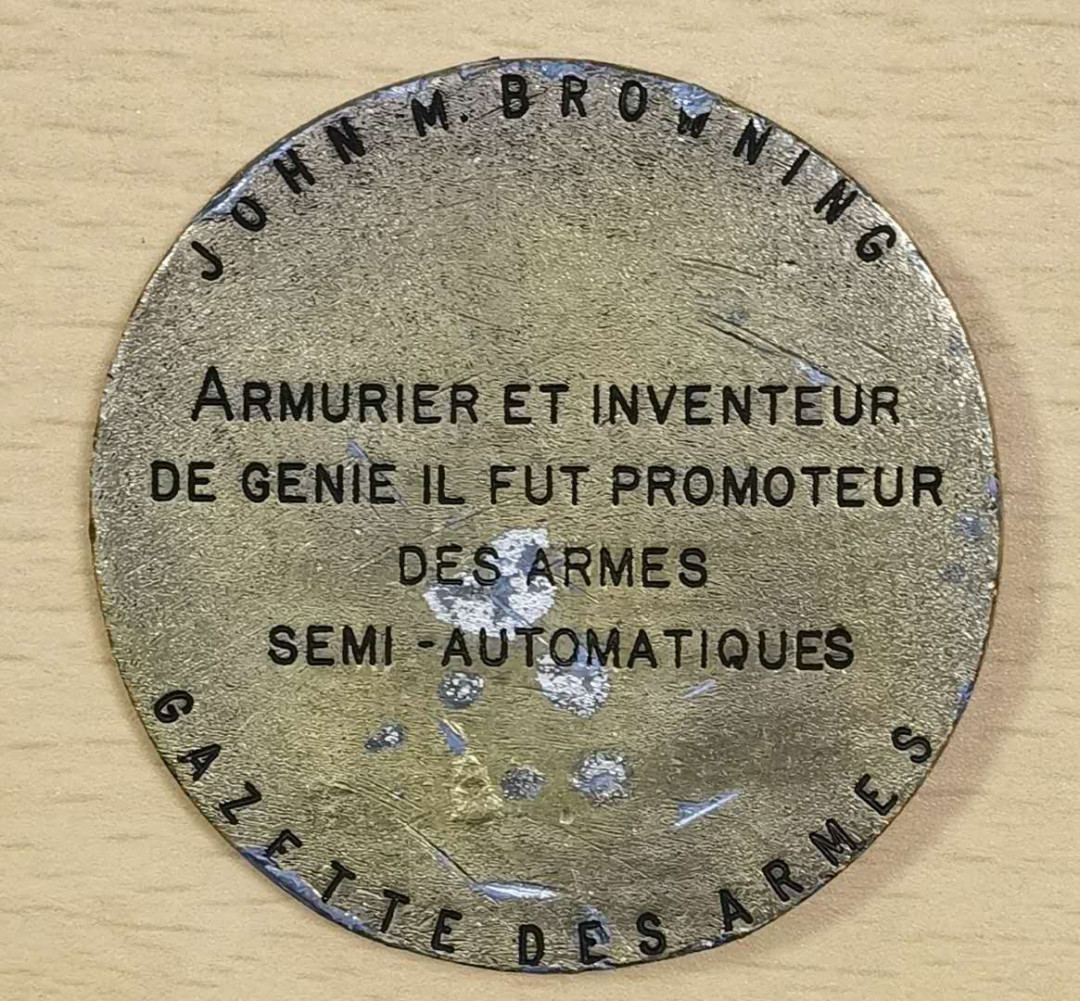 JOHN M. BROWNING
ARMURIER ET INVENTEUR
DE GENIE IL FUT PROMOTEUR
DES ARMES
SEMI-AUTOMATIQUES
GAZETTE DES ARMES